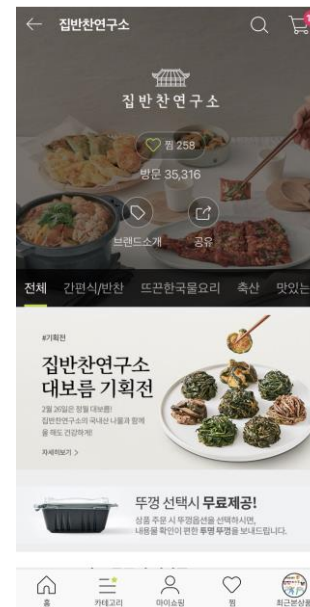 집반찬연구소
집반찬연구소
찜 258
방문 35,316
브랜드소개
공유
전체 간편식/반찬 뜨끈한국물요리 축산 맛있는
#기획전
집반찬연구소
대보름 기획전
2월 26일은 정월 대보름!
집반찬연구소의 국내산 나물과 함께
올 해도 건강하게!
자세히보기 >
뚜껑 선택시 무료제공!
상품 주문 시 뚜껑옵션을 선택하시면,
내용물 확인이 편한 투명 뚜껑을 보내드립니다.
홈 카테고리 마이쇼핑 찜 최근본상품